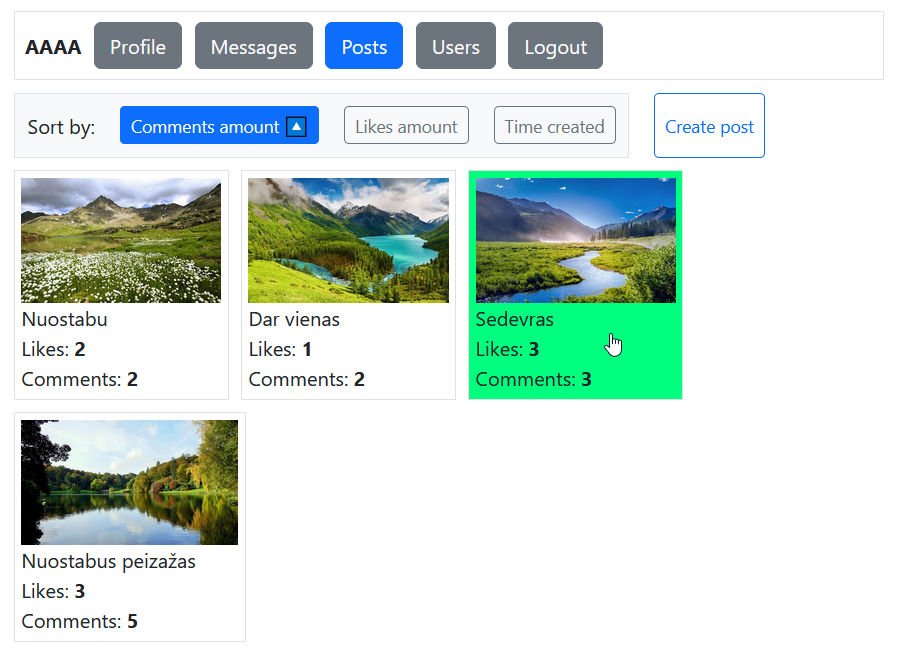 AAAA Profile Messages Posts Users Logout
Sort by: Comments amount 🔼 Likes amount Time created Create post
Nuostabu
Likes: 2
Comments: 2
Dar vienas
Likes: 1
Comments: 2
Sedevras
Likes: 3
Comments: 3
Nuostabus peizažas
Likes: 3
Comments: 5